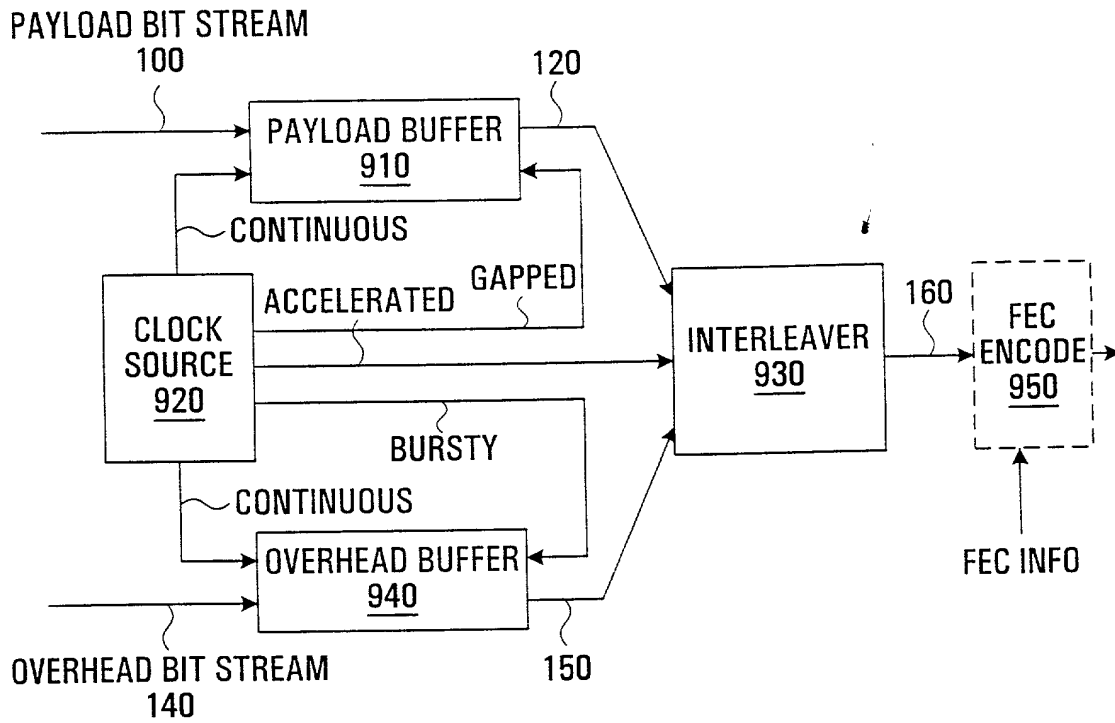 PAYLOAD BIT STREAM
100
120
PAYLOAD BUFFER
910
CONTINUOUS
ACCELERATED
GAPPED
CLOCK
SOURCE
920
INTERLEAVER
930
160
FEC
ENCODE
950
BURSTY
CONTINUOUS
OVERHEAD BUFFER
940
FEC INFO
150
OVERHEAD BIT STREAM
140